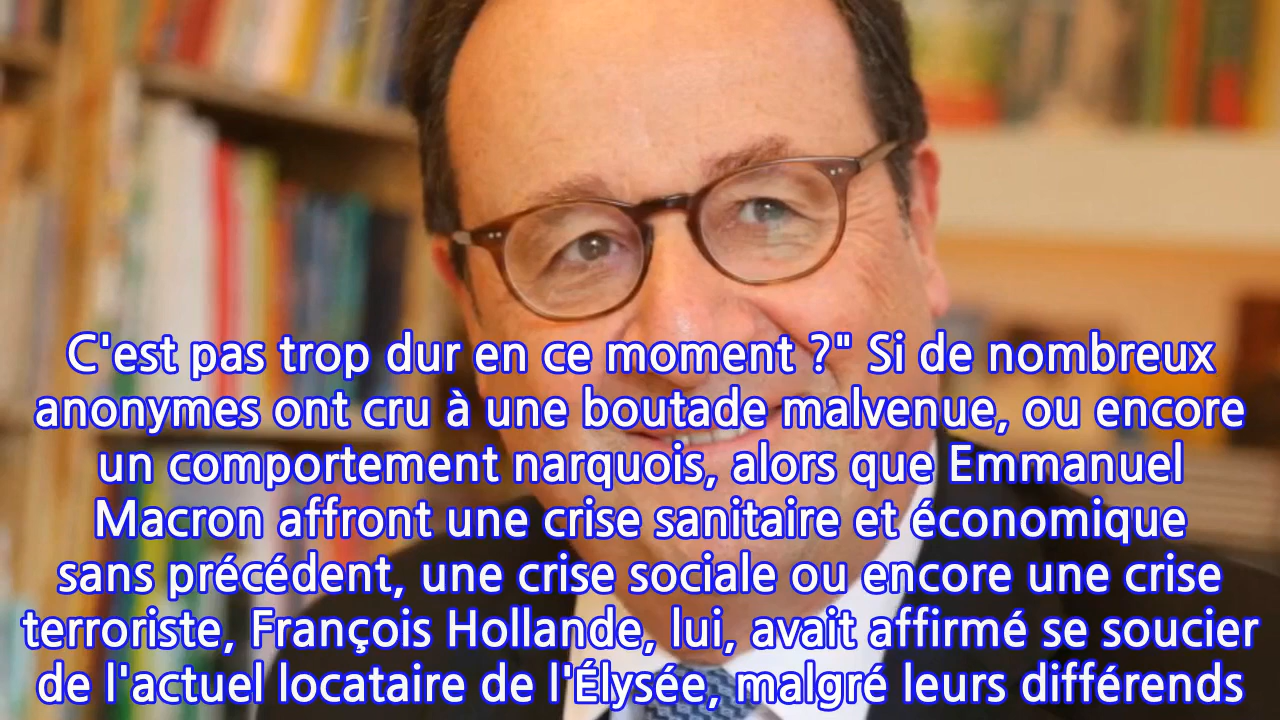 C'est pas trop dur en ce moment ?" Si de nombreux
anonymes ont cru à une boutade malvenue, ou encore
un comportement narquois, alors que Emmanuel
Macron affront une crise sanitaire et économique
sans précédent, une crise sociale ou encore une crise
terroriste, François Hollande, lui, avait affirmé se soucier
de l'actuel locataire de l'Élysée, malgré leurs différends